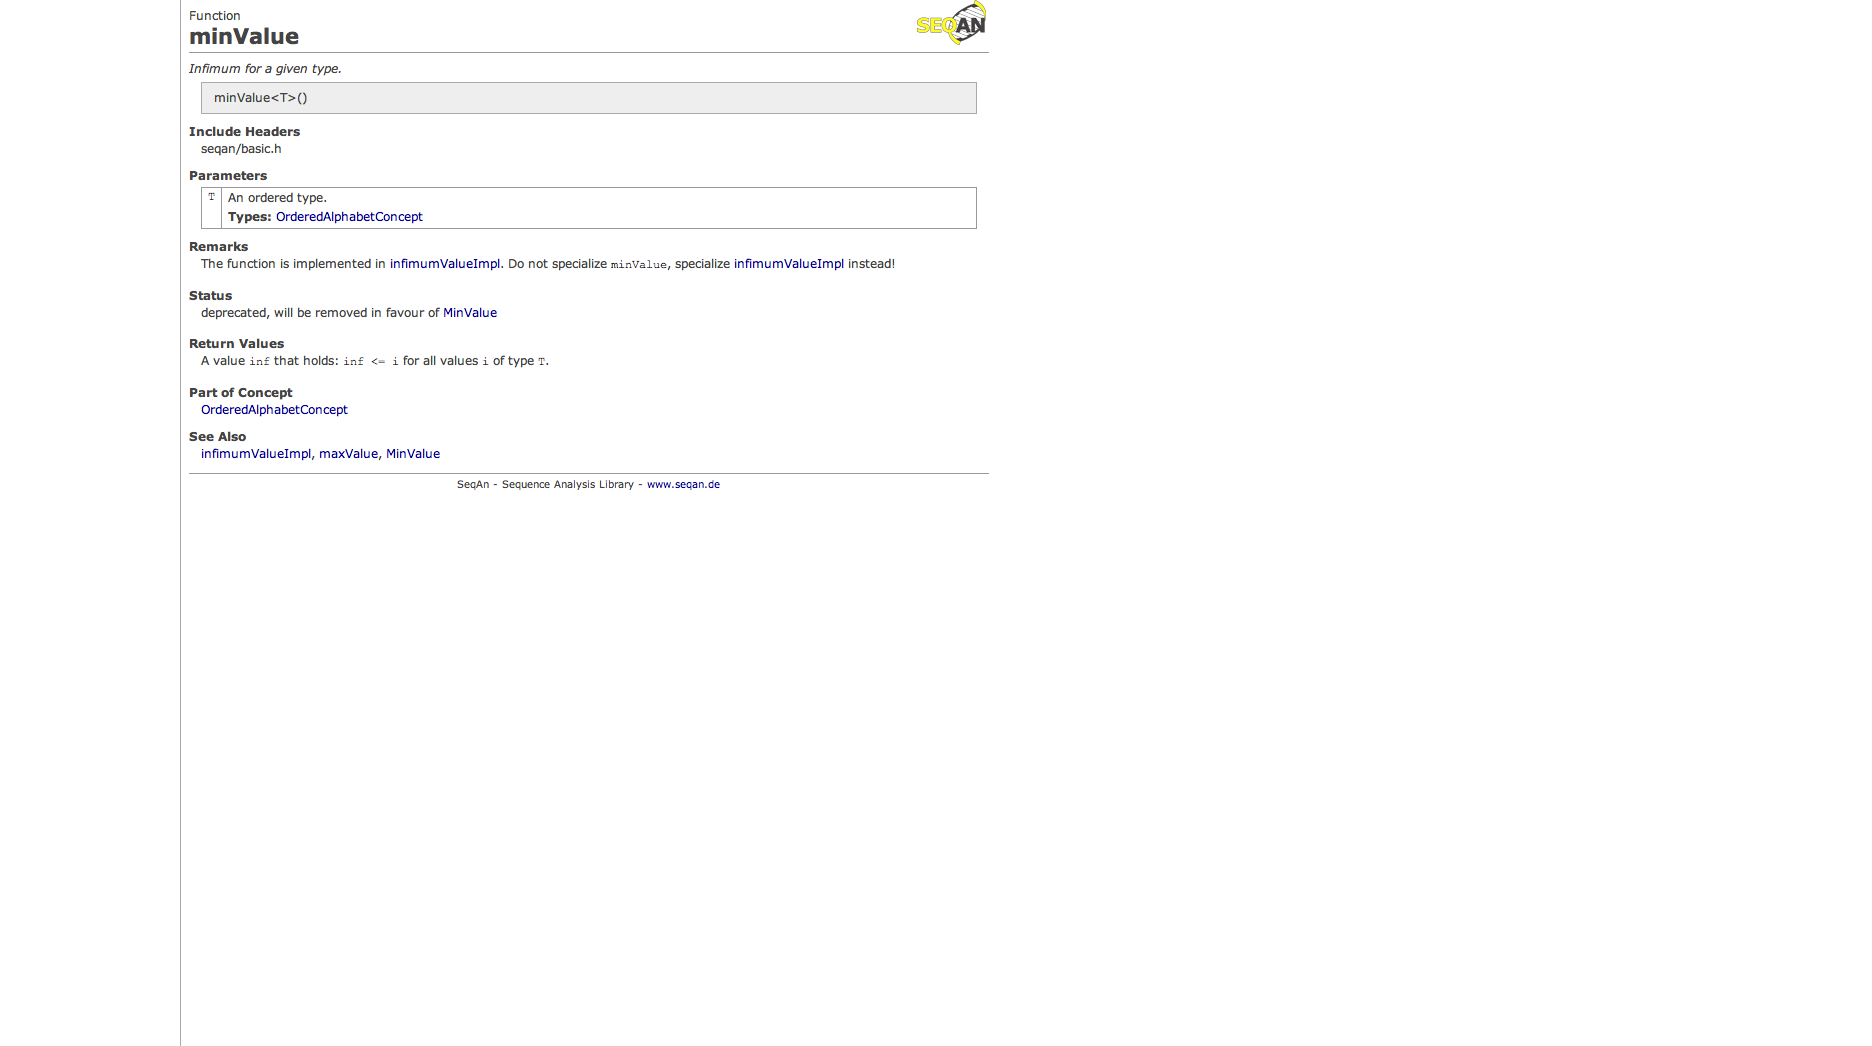 Function
SEQAN
minValue
Infimum for a given type.
minValue<T>()
Include Headers
seqan/basic.h
Parameters
T An ordered type.
Types: OrderedAlphabetConcept
Remarks
The function is implemented in infimumValueImpl. Do not specialize minValue, specialize infimumValueImpl instead!
Status
deprecated, will be removed in favour of MinValue
Return Values
A value inf that holds: inf <= i for all values i of type T.
Part of Concept
OrderedAlphabetConcept
See Also
infimumValueImpl, maxValue, MinValue
SeqAn - Sequence Analysis Library - www.seqan.de